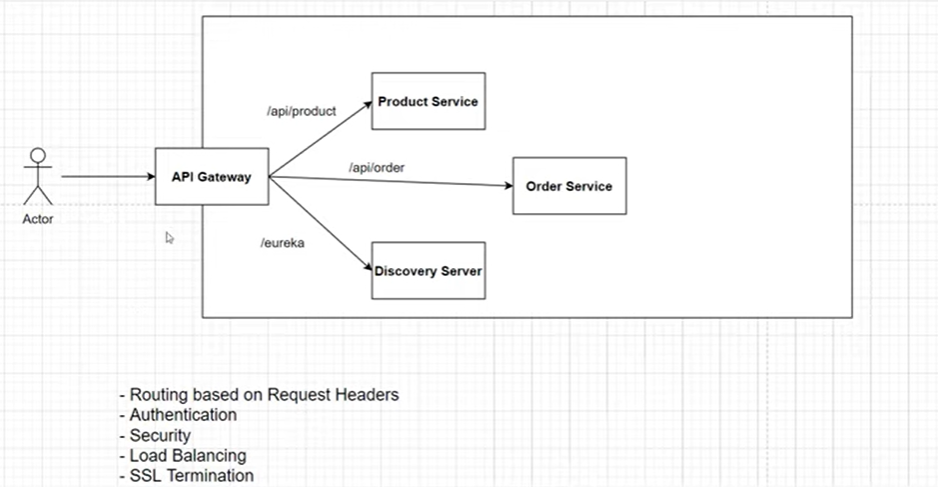 /api/product
Product Service
Actor
API Gateway
/api/order
Order Service
/eureka
Discovery Server
- Routing based on Request Headers
- Authentication
- Security
- Load Balancing
- SSL Termination